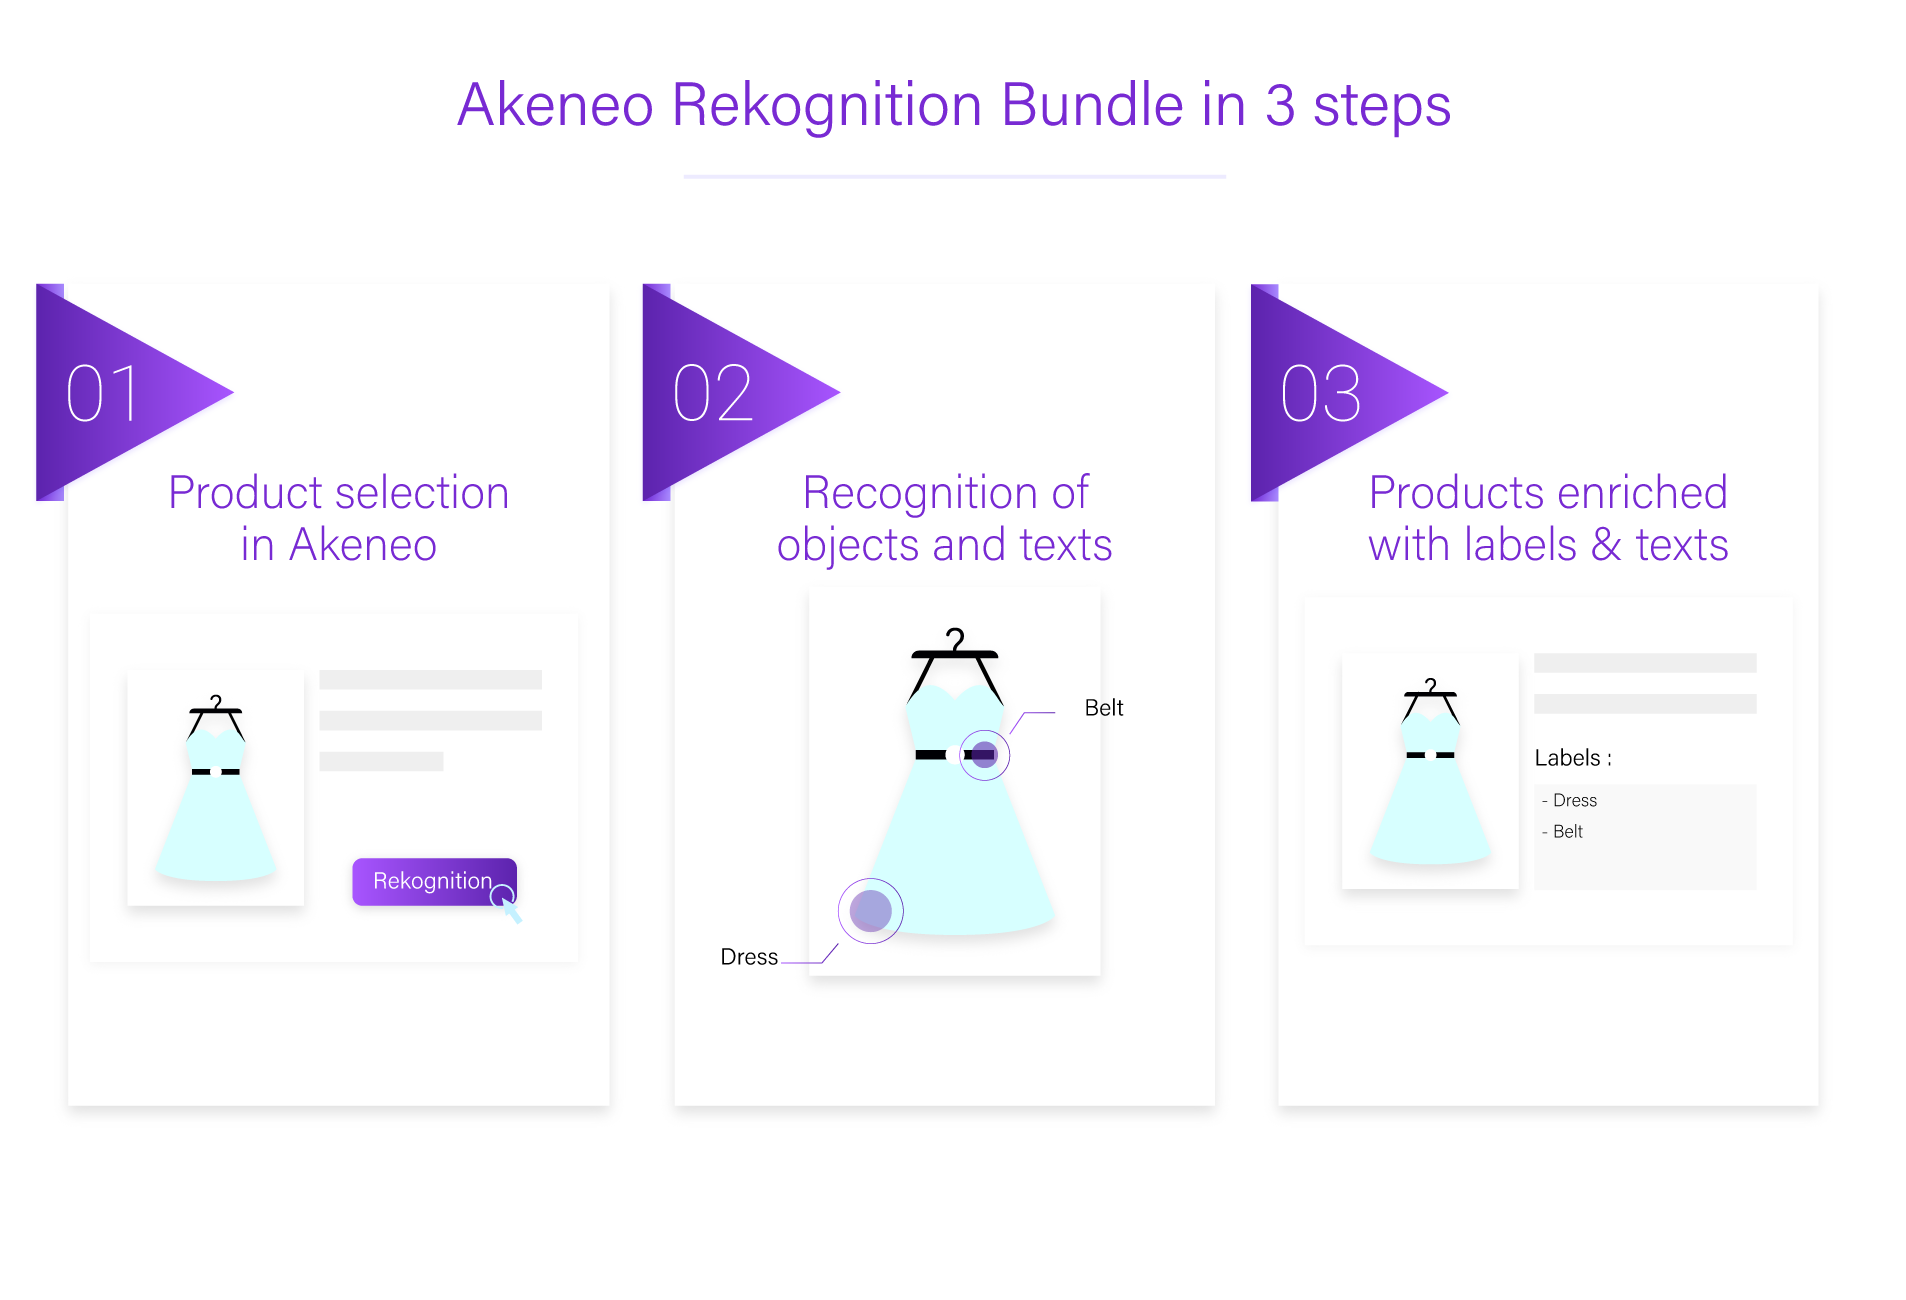 Akeneo Rekognition Bundle in 3 steps
01
Product selection
in Akeneo
Rekognition
02
Recognition of
objects and texts
Belt
Dress
03
Products enriched
with labels & texts
Labels :
- Dress
- Belt